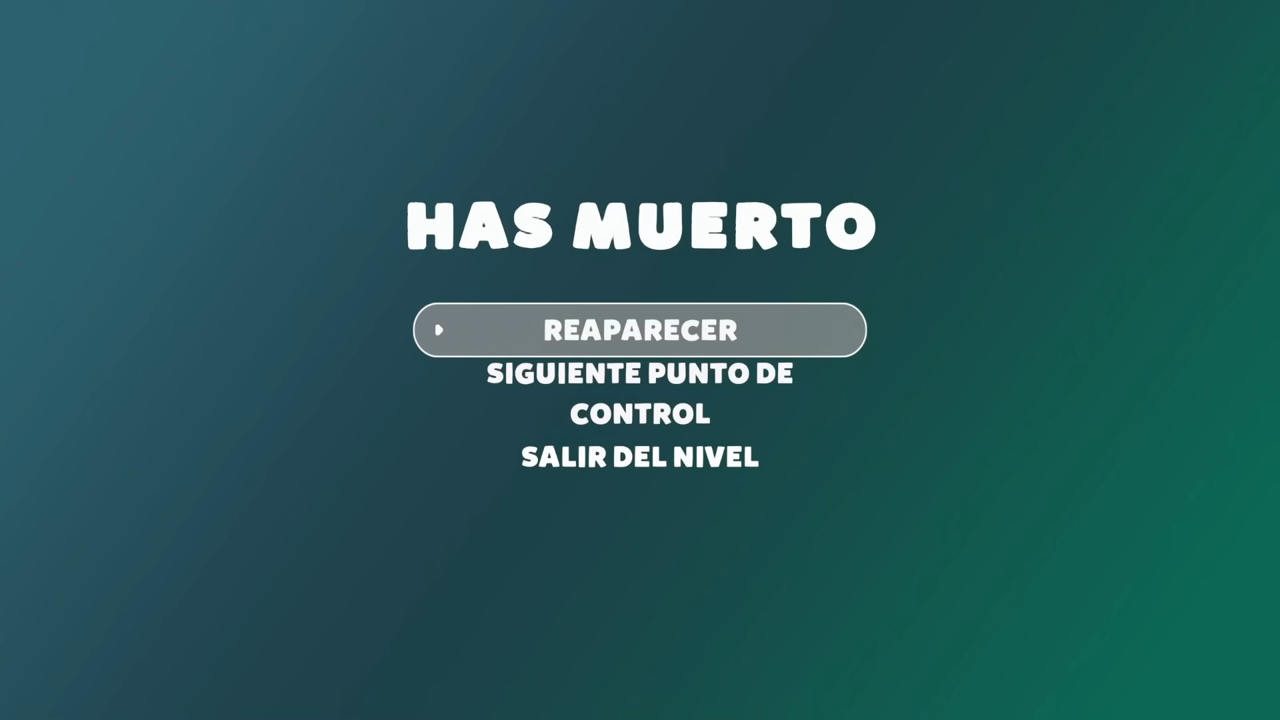 HAS MUERTO
REAPARECER
SIGUIENTE PUNTO DE
CONTROL
SALIR DEL NIVEL